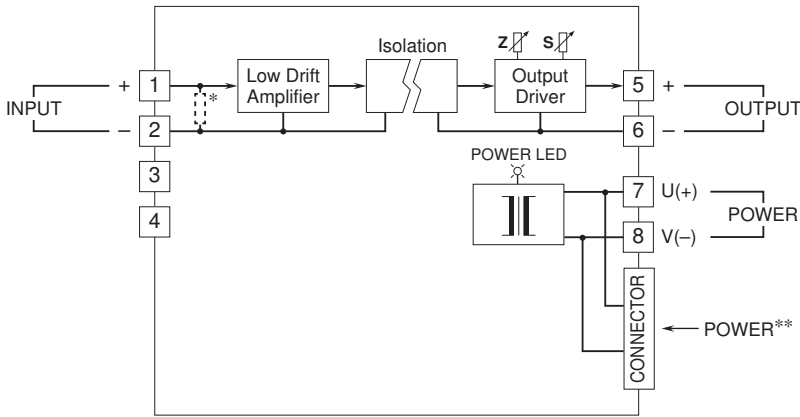 Isolation
Z
S
+
1
Low Drift
Amplifier
Output
Driver
5
+
*
INPUT
OUTPUT
–
2
6
–
3
POWER LED
7
U(+)
POWER
4
8
V(–)
CONNECTOR
POWER**